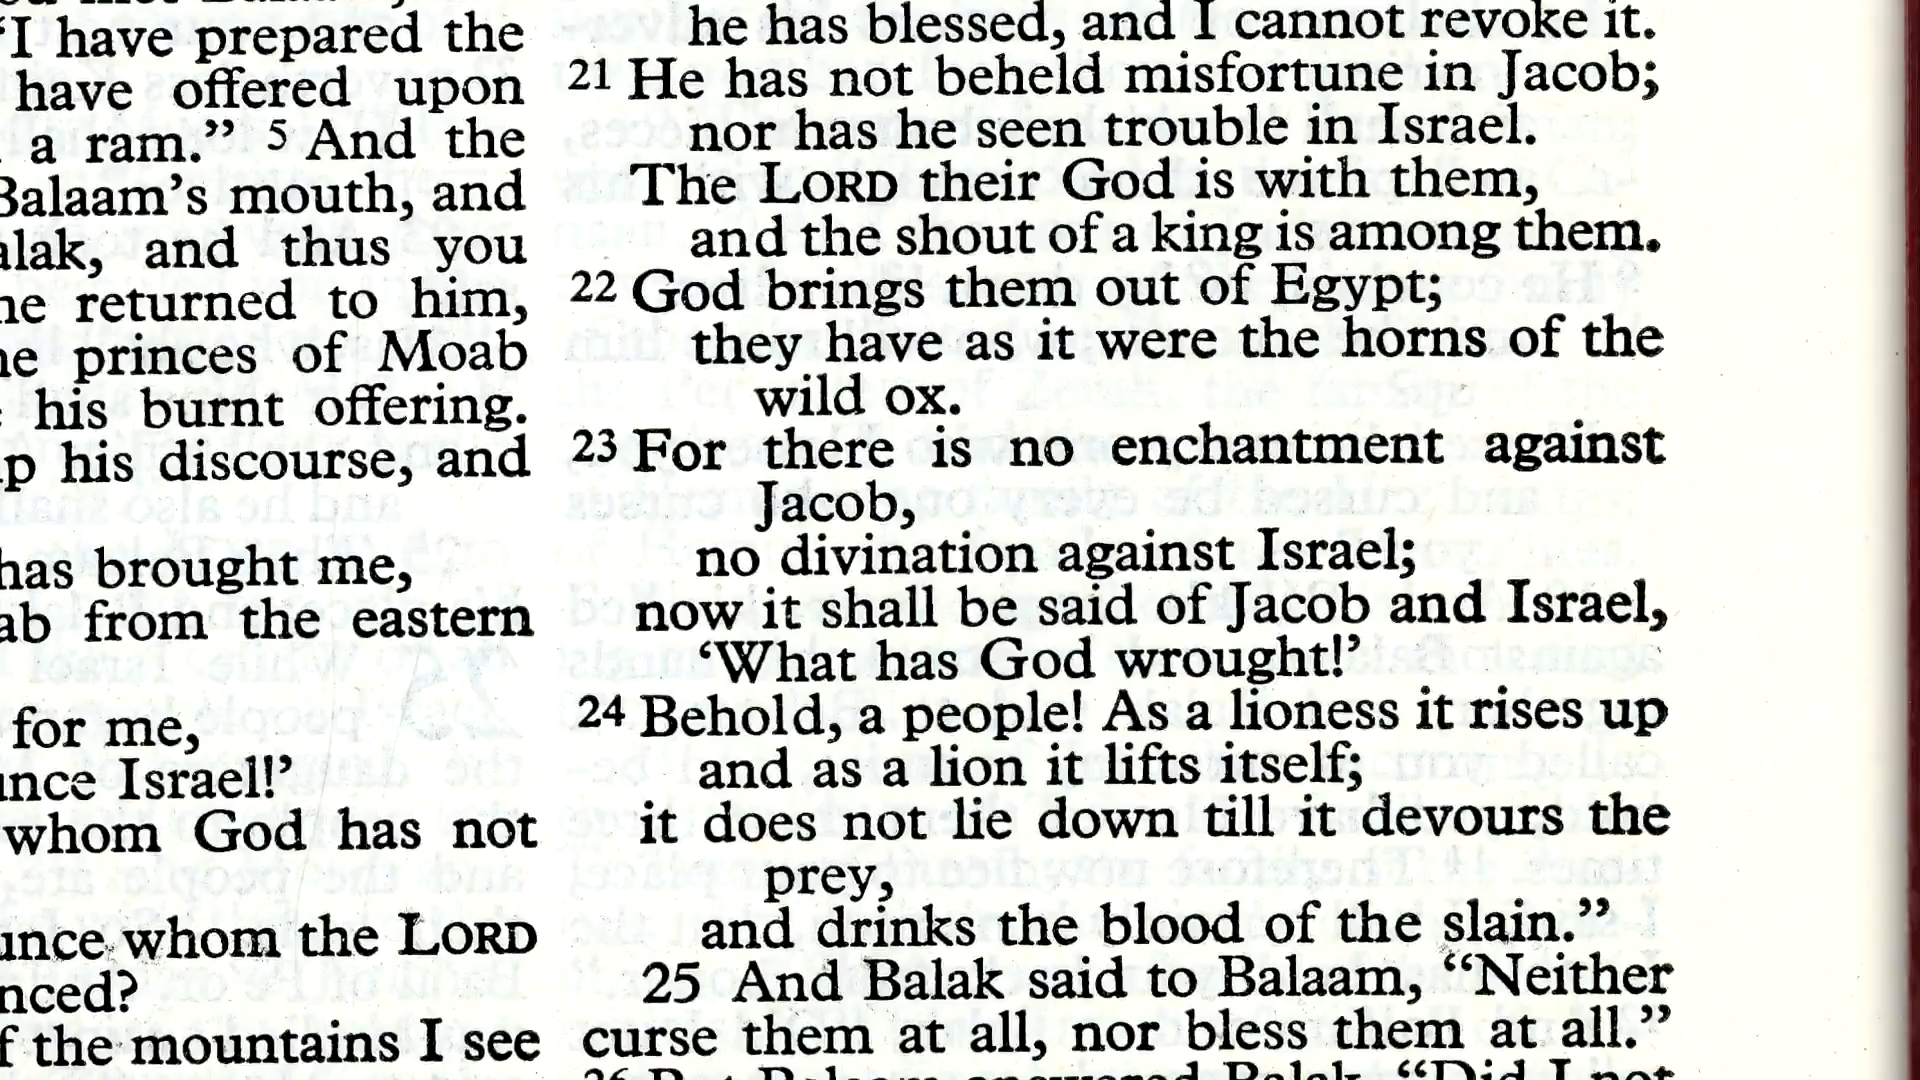 "I have prepared the
have offered upon
a ram.” 5 And the
Balaam’s mouth, and
and thus you
returned to him,
princes of Moab
his burnt offering.
his discourse, and
has brought me,
from the eastern
for me,
Israel!’
whom God has not
whom the LORD
the mountains I see
he has blessed, and I cannot revoke it.
21 He has not beheld misfortune in Jacob;
nor has he seen trouble in Israel.
The LORD their God is with them,
and the shout of a king is among them.
22 God brings them out of Egypt;
they have as it were the horns of the
wild ox.
23 For there is no enchantment against
Jacob,
no divination against Israel;
now it shall be said of Jacob and Israel,
‘What has God wrought!’
24 Behold, a people! As a lioness it rises up
and as a lion it lifts itself;
it does not lie down till it devours the
prey,
and drinks the blood of the slain.”
25 And Balak said to Balaam, “Neither
curse them at all, nor bless them at all.”
26 But Balaam answered Balak, “Did I not